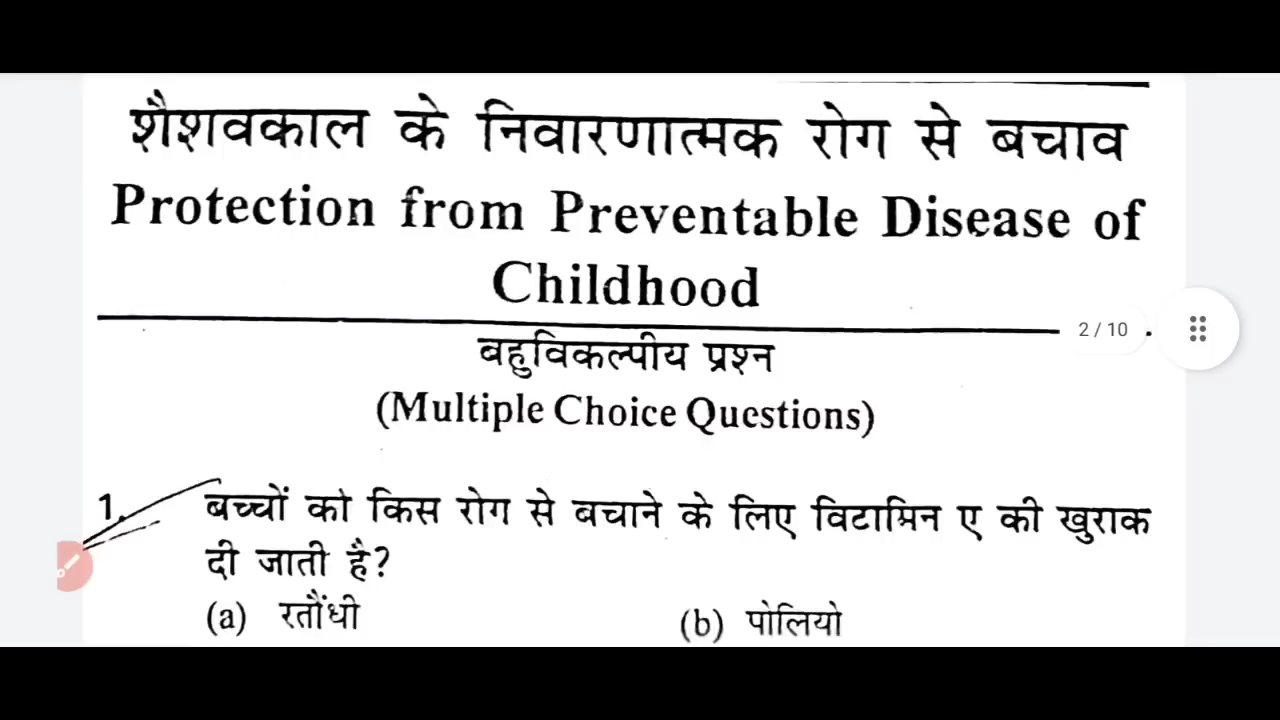 शैशवकाल के निवारणात्मक रोग से बचाव
Protection from Preventable Disease of
Childhood
2 / 10
बहुविकल्पीय प्रश्न
(Multiple Choice Questions)
1. बच्चों को किस रोग से बचाने के लिए विटामिन ए की खुराक
दी जाती है?
(a) रतौंधी (b) पोलियो